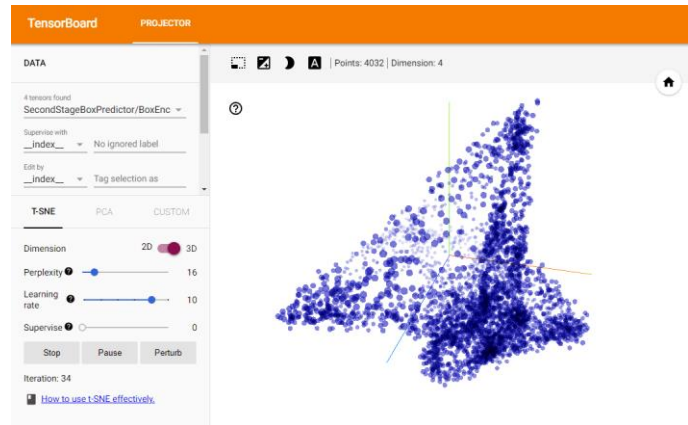 TensorBoard PROJECTOR
DATA
A Points: 4032 | Dimension: 4
4 tensors found
SecondStageBoxPredictor/BoxEnc
Supervise with
__index__ No ignored label
Edit by
__index__ Tag selection as
T-SNE PCA CUSTOM
Dimension 2D 3D
Perplexity ? 16
Learning
rate ? 10
Supervise ? 0
Stop Pause Perturb
Iteration: 34
How to use t-SNE effectively.